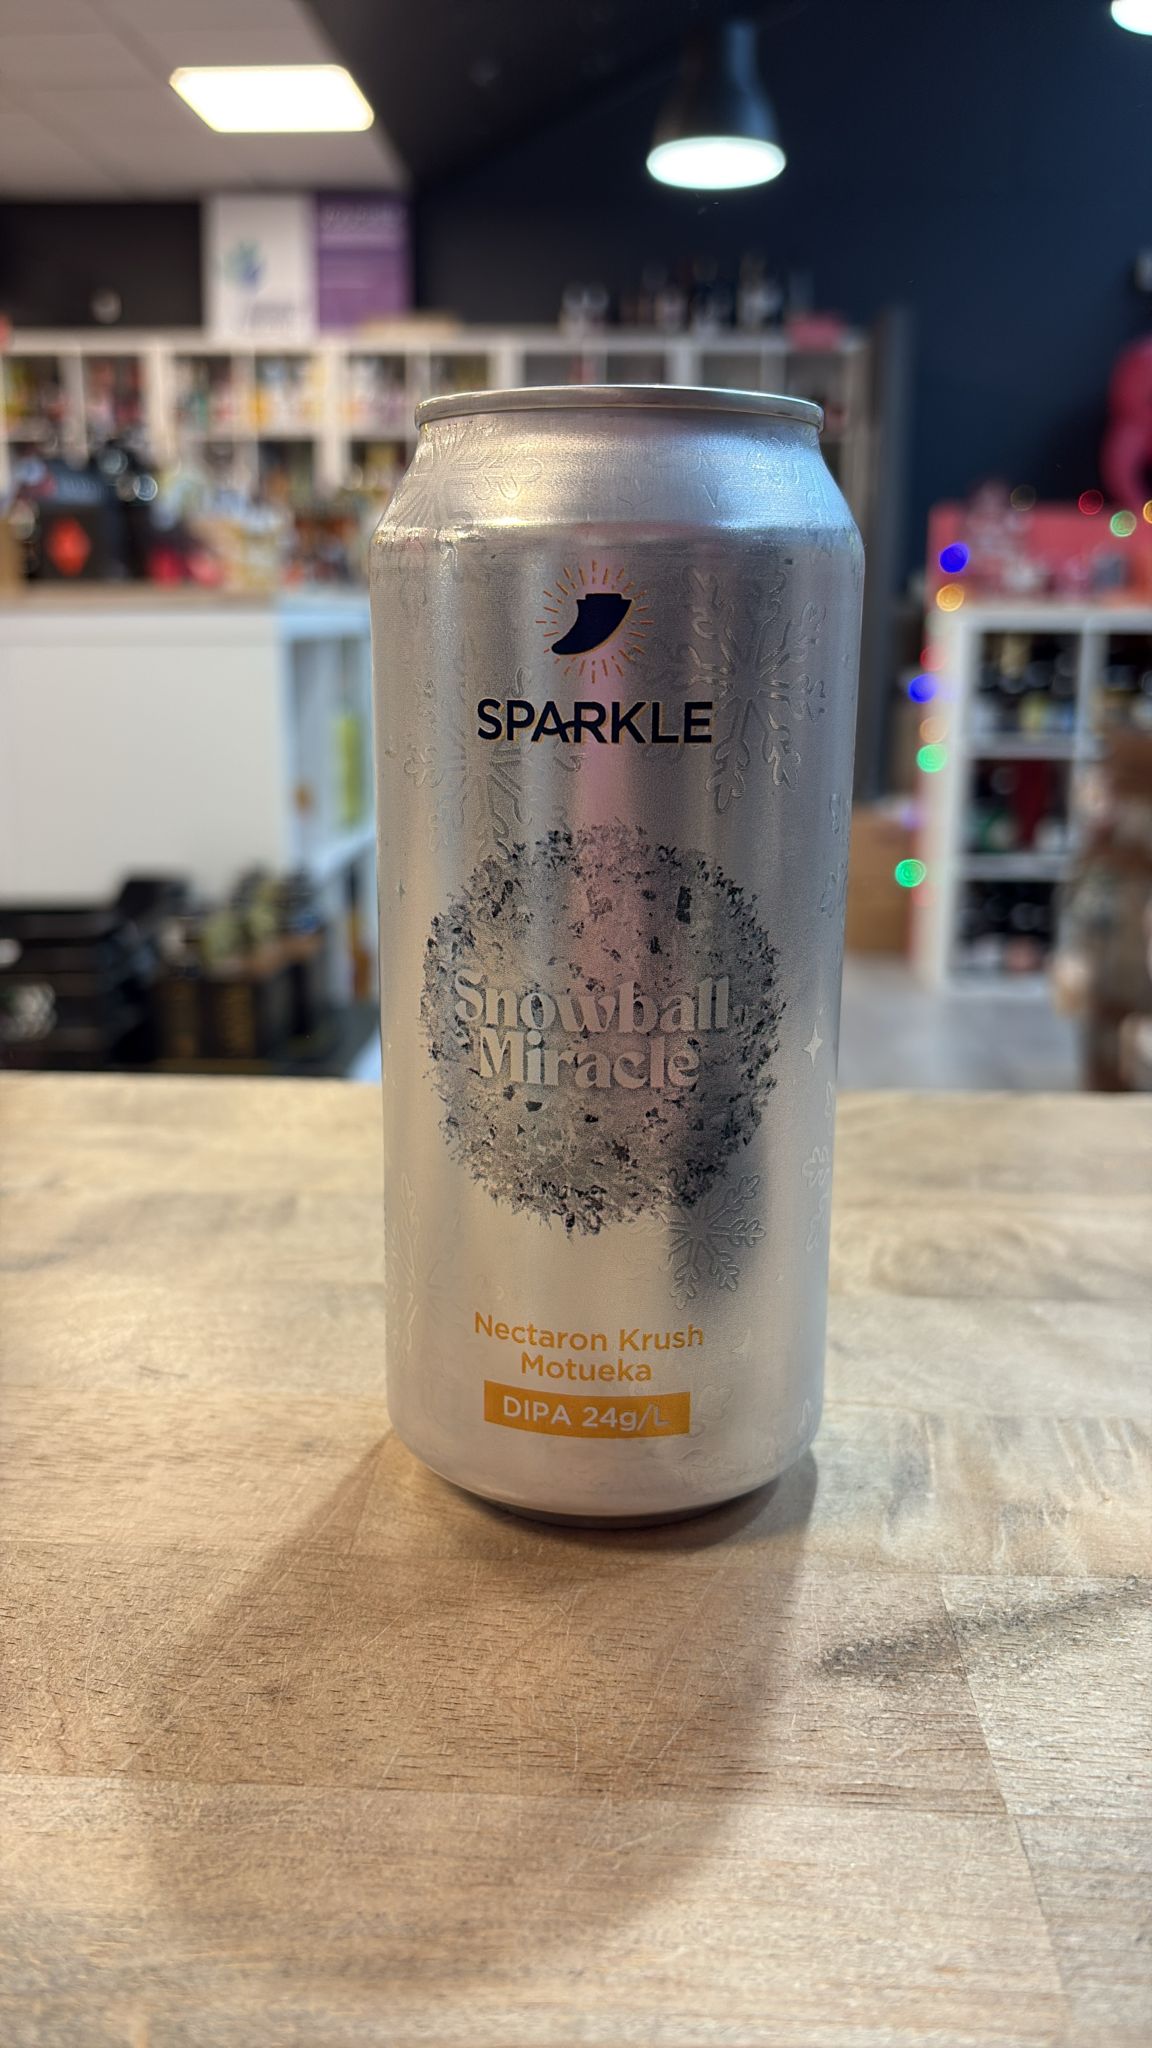 SPARKLE
Snowball
Miracle
Nectaron Krush
Motueka
DIPA 24g/L